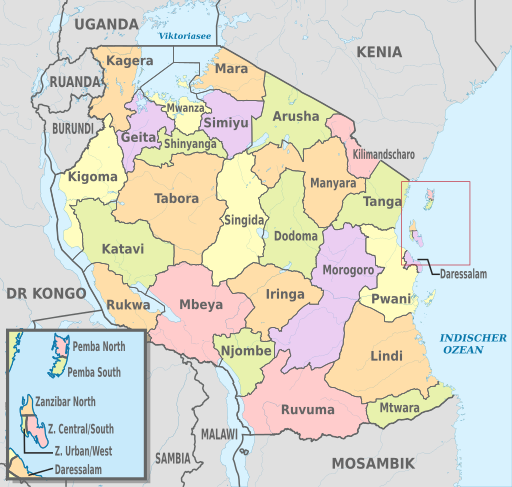 UGANDA
Viktoriasee
KENIA
Kagera
Mara
RUANDA
Mwanza
Arusha
BURUNDI
Geita
Simiyu
Shinyanga
Kilimandscharo
Kigoma
Manyara
Tabora
Tanga
Singida
Dodoma
Katavi
Morogoro
Daressalam
DR KONGO
Rukwa
Mbeya
Iringa
Pwani
INDISCHER
OZEAN
Njombe
Lindi
Ruvuma
Mtwara
MALAWI
SAMBIA
MOSAMBIK
Pemba North
Pemba South
Zanzibar North
Z. Central/South
Z. Urban/West
Daressalam